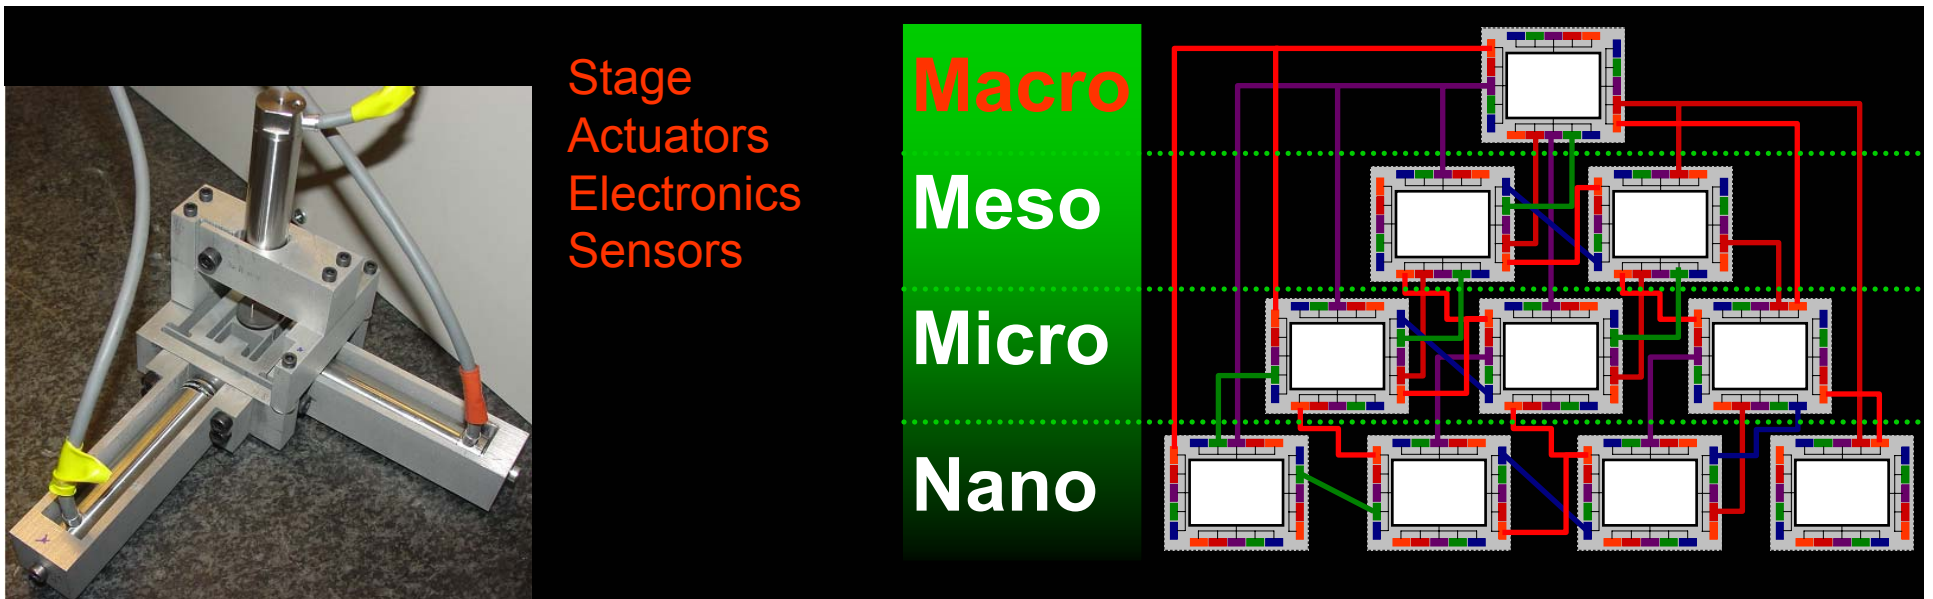 Stage
Actuators
Electronics
Sensors
Macro
Meso
Micro
Nano